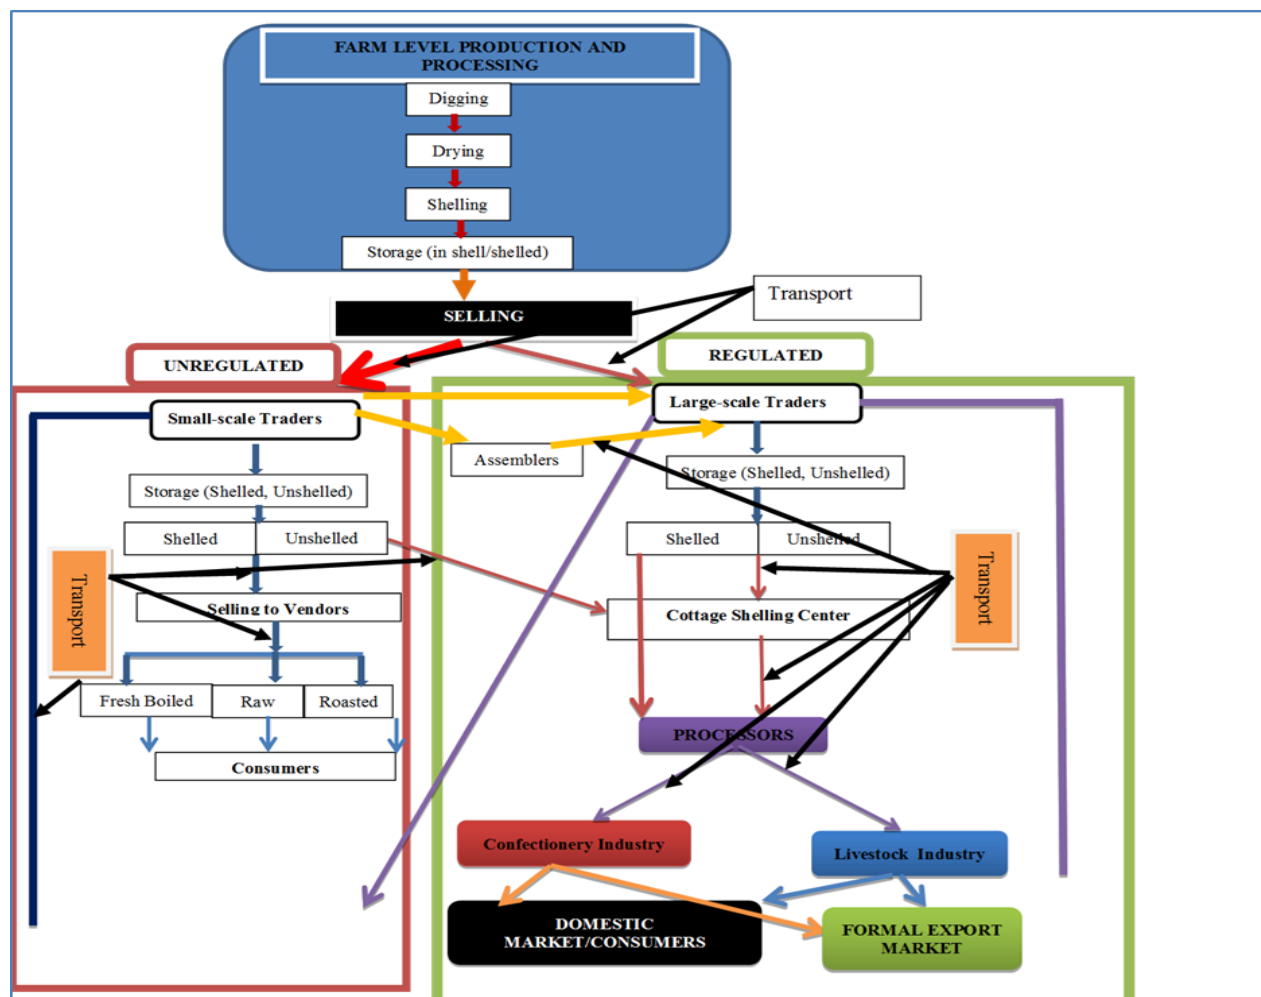 FARM LEVEL PRODUCTION AND
PROCESSING
Digging
Drying
Shelling
Storage (in shell/shelled)
Transport
SELLING
UNREGULATED
REGULATED
Small-scale Traders
Large-scale Traders
Assemblers
Storage (Shelled, Unshelled)
Storage (Shelled, Unshelled)
Shelled
Unshelled
Shelled
Unshelled
Transport
Transport
Selling to Vendors
Cottage Shelling Center
Fresh Boiled
Raw
Roasted
PROCESSORS
Consumers
Confectionery Industry
Livestock Industry
DOMESTIC
MARKET/CONSUMERS
FORMAL EXPORT
MARKET